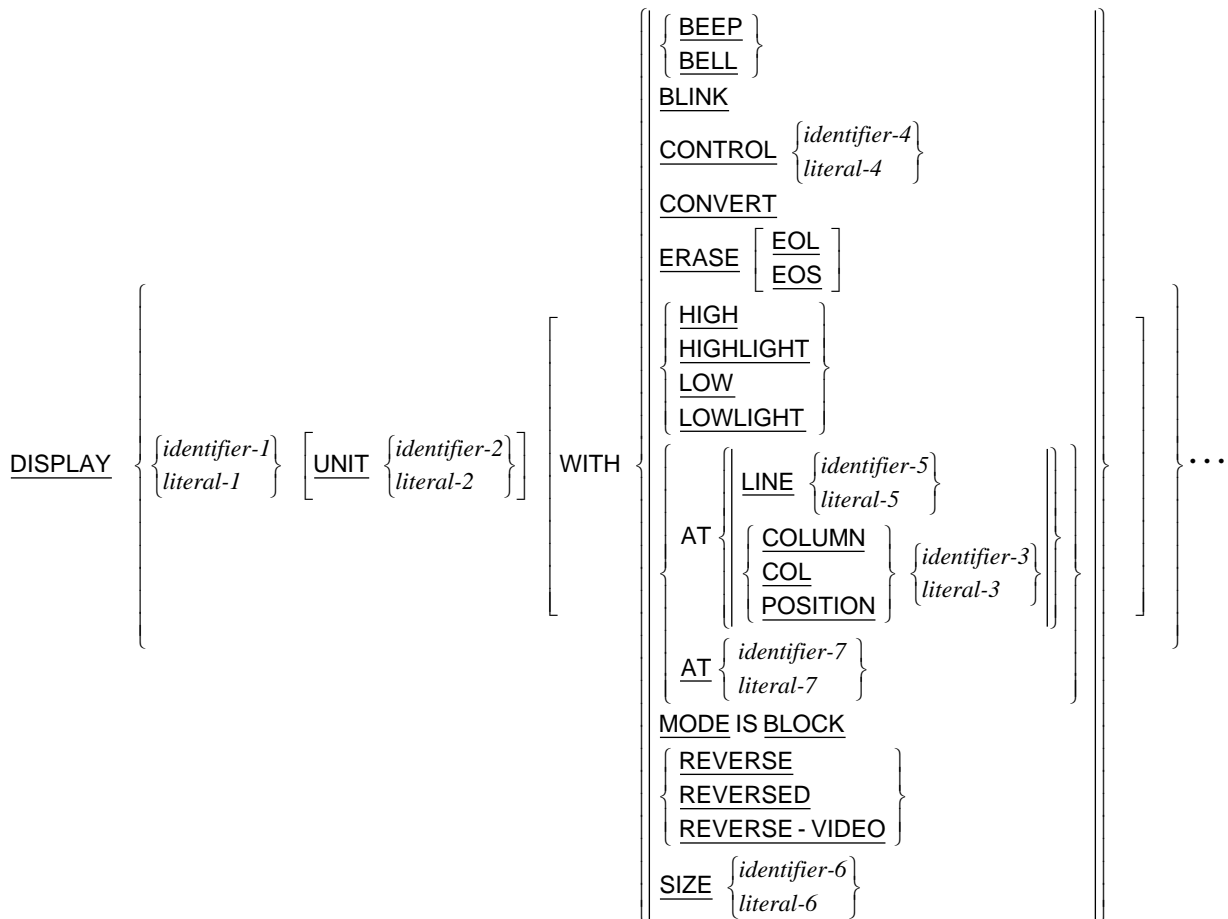 BEEP
BELL
BLINK
CONTROL identifier-4
literal-4
CONVERT
ERASE EOL
EOS
HIGH
HIGHLIGHT
LOW
LOWLIGHT
DISPLAY identifier-1 UNIT identifier-2 WITH
literal-1 literal-2
LINE identifier-5
literal-5
AT
COLUMN
COL identifier-3
POSITION literal-3
AT identifier-7
literal-7
MODE IS BLOCK
REVERSE
REVERSED
REVERSE - VIDEO
SIZE identifier-6
literal-6
...